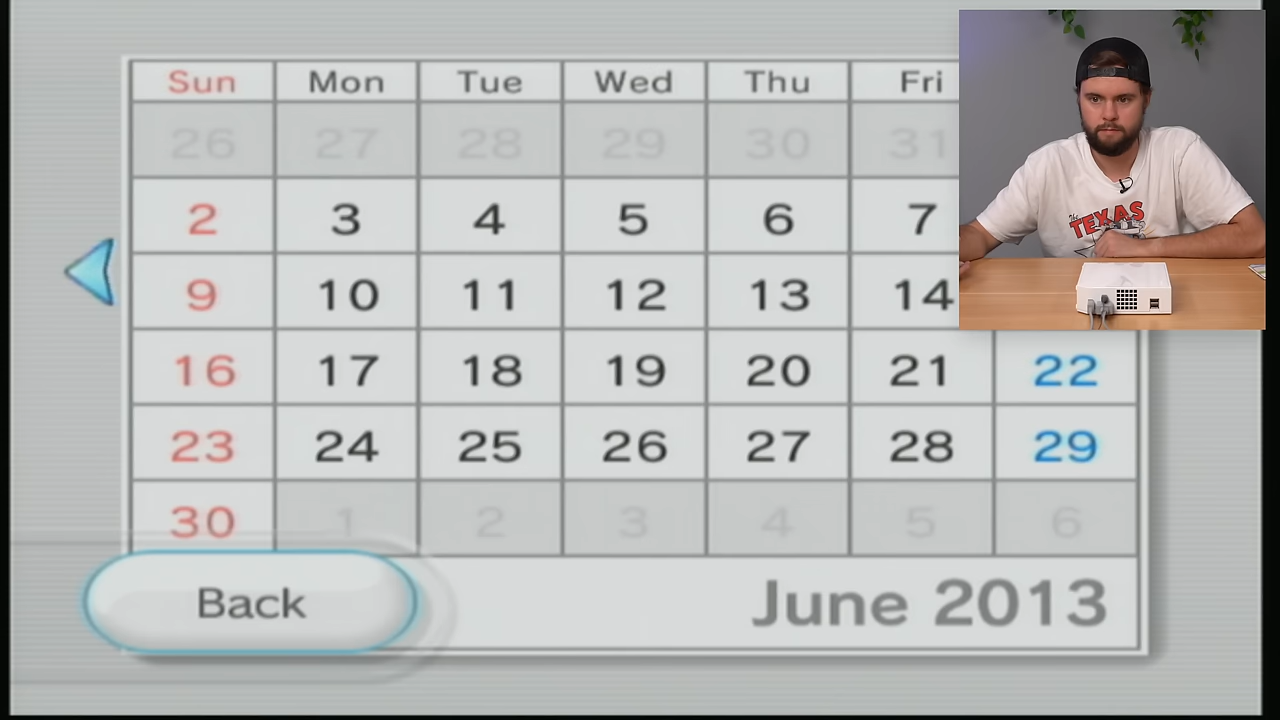 Sun Mon Tue Wed Thu Fri
26 27 28 29 30 31
2 3 4 5 6 7
9 10 11 12 13 14
16 17 18 19 20 21 22
23 24 25 26 27 28 29
30 1 2 3 4 5 6
Back
June 2013
The
TEXAS